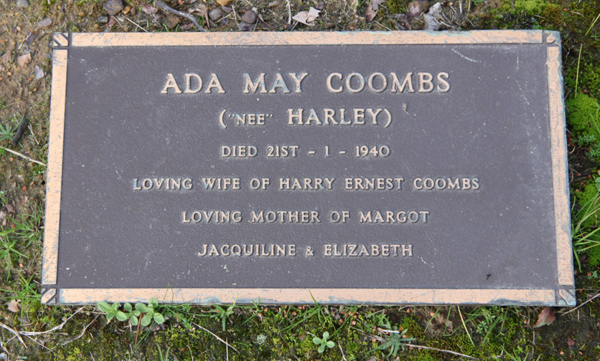 ADA MAY COOMBS
("NEE" HARLEY)
DIED 21ST - 1 - 1940
LOVING WIFE OF HARRY ERNEST COOMBS
LOVING MOTHER OF MARGOT
JACQUILINE & ELIZABETH